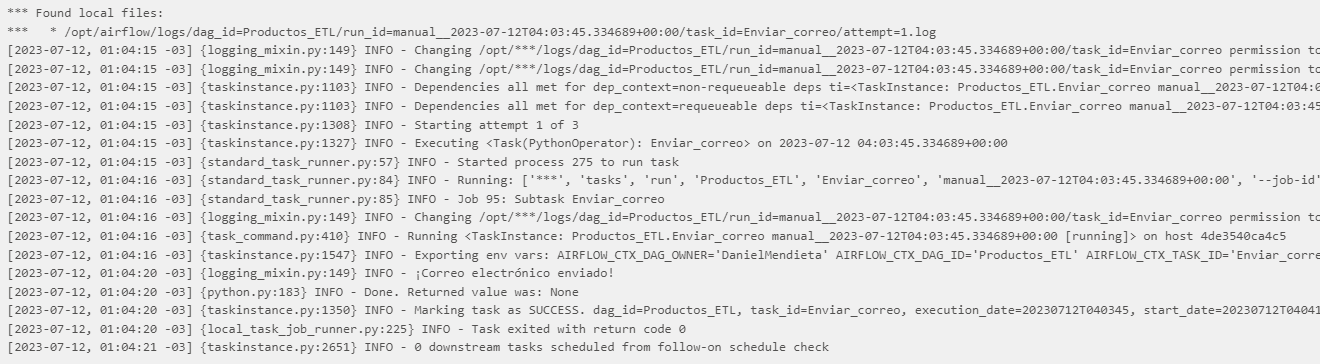 *** Found local files:
***   * /opt/airflow/logs/dag_id=Productos_ETL/run_id=manual__2023-07-12T04:03:45.334689+00:00/task_id=Enviar_correo/attempt=1.log
[2023-07-12, 01:04:15 -03] {logging_mixin.py:149} INFO - Changing /opt/***/logs/dag_id=Productos_ETL/run_id=manual__2023-07-12T04:03:45.334689+00:00/task_id=Enviar_correo permission to
[2023-07-12, 01:04:15 -03] {logging_mixin.py:149} INFO - Changing /opt/***/logs/dag_id=Productos_ETL/run_id=manual__2023-07-12T04:03:45.334689+00:00/task_id=Enviar_correo permission to
[2023-07-12, 01:04:15 -03] {taskinstance.py:1103} INFO - Dependencies all met for dep_context=non-requeueable deps ti=<TaskInstance: Productos_ETL.Enviar_correo manual__2023-07-12T04:0
[2023-07-12, 01:04:15 -03] {taskinstance.py:1103} INFO - Dependencies all met for dep_context=requeueable deps ti=<TaskInstance: Productos_ETL.Enviar_correo manual__2023-07-12T04:03:45
[2023-07-12, 01:04:15 -03] {taskinstance.py:1308} INFO - Starting attempt 1 of 3
[2023-07-12, 01:04:15 -03] {taskinstance.py:1327} INFO - Executing <Task(PythonOperator): Enviar_correo> on 2023-07-12 04:03:45.334689+00:00
[2023-07-12, 01:04:15 -03] {standard_task_runner.py:57} INFO - Started process 275 to run task
[2023-07-12, 01:04:16 -03] {standard_task_runner.py:84} INFO - Running: ['***', 'tasks', 'run', 'Productos_ETL', 'Enviar_correo', 'manual__2023-07-12T04:03:45.334689+00:00', '--job-id'
[2023-07-12, 01:04:16 -03] {standard_task_runner.py:85} INFO - Job 95: Subtask Enviar_correo
[2023-07-12, 01:04:16 -03] {logging_mixin.py:149} INFO - Changing /opt/***/logs/dag_id=Productos_ETL/run_id=manual__2023-07-12T04:03:45.334689+00:00/task_id=Enviar_correo permission to
[2023-07-12, 01:04:16 -03] {task_command.py:410} INFO - Running <TaskInstance: Productos_ETL.Enviar_correo manual__2023-07-12T04:03:45.334689+00:00 [running]> on host 4de3540ca4c5
[2023-07-12, 01:04:16 -03] {taskinstance.py:1547} INFO - Exporting env vars: AIRFLOW_CTX_DAG_OWNER='DanielMendieta' AIRFLOW_CTX_DAG_ID='Productos_ETL' AIRFLOW_CTX_TASK_ID='Enviar_corre
[2023-07-12, 01:04:20 -03] {logging_mixin.py:149} INFO - ¡Correo electrónico enviado!
[2023-07-12, 01:04:20 -03] {python.py:183} INFO - Done. Returned value was: None
[2023-07-12, 01:04:20 -03] {taskinstance.py:1350} INFO - Marking task as SUCCESS. dag_id=Productos_ETL, task_id=Enviar_correo, execution_date=20230712T040345, start_date=20230712T04041
[2023-07-12, 01:04:20 -03] {local_task_job_runner.py:225} INFO - Task exited with return code 0
[2023-07-12, 01:04:21 -03] {taskinstance.py:2651} INFO - 0 downstream tasks scheduled from follow-on schedule check